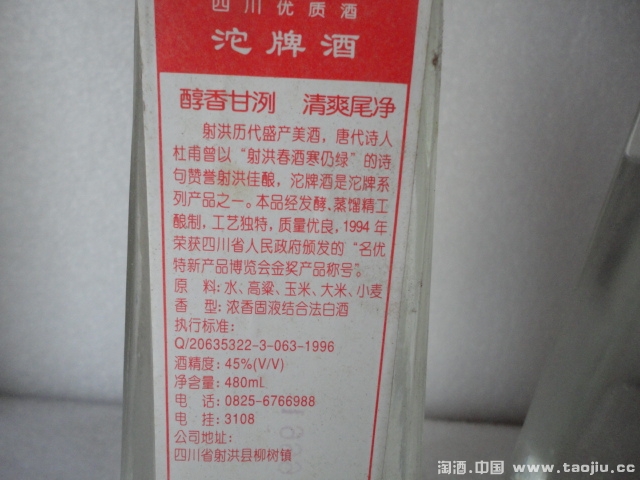 四川优质酒
沱牌酒
醇香甘洌 清爽尾净
射洪历代盛产美酒，唐代诗人
杜甫曾以“射洪春酒寒仍绿”的诗
句赞誉射洪佳酿，沱牌酒是沱牌系
列产品之一。本品经发酵、蒸馏精工
酿制，工艺独特，质量优良，1994年
荣获四川省人民政府颁发的“名优
特新产品博览会金奖产品称号”。
原 料：水、高粱、玉米、大米、小麦
香 型：浓香固液结合法白酒
执行标准：
Q/20635322-3-063-1996
酒精度：45%(V/V)
净含量：480mL
电 话：0825-6766988
电 挂：3108
公司地址：
四川省射洪县柳树镇
淘酒.中国 www.taojiu.cc